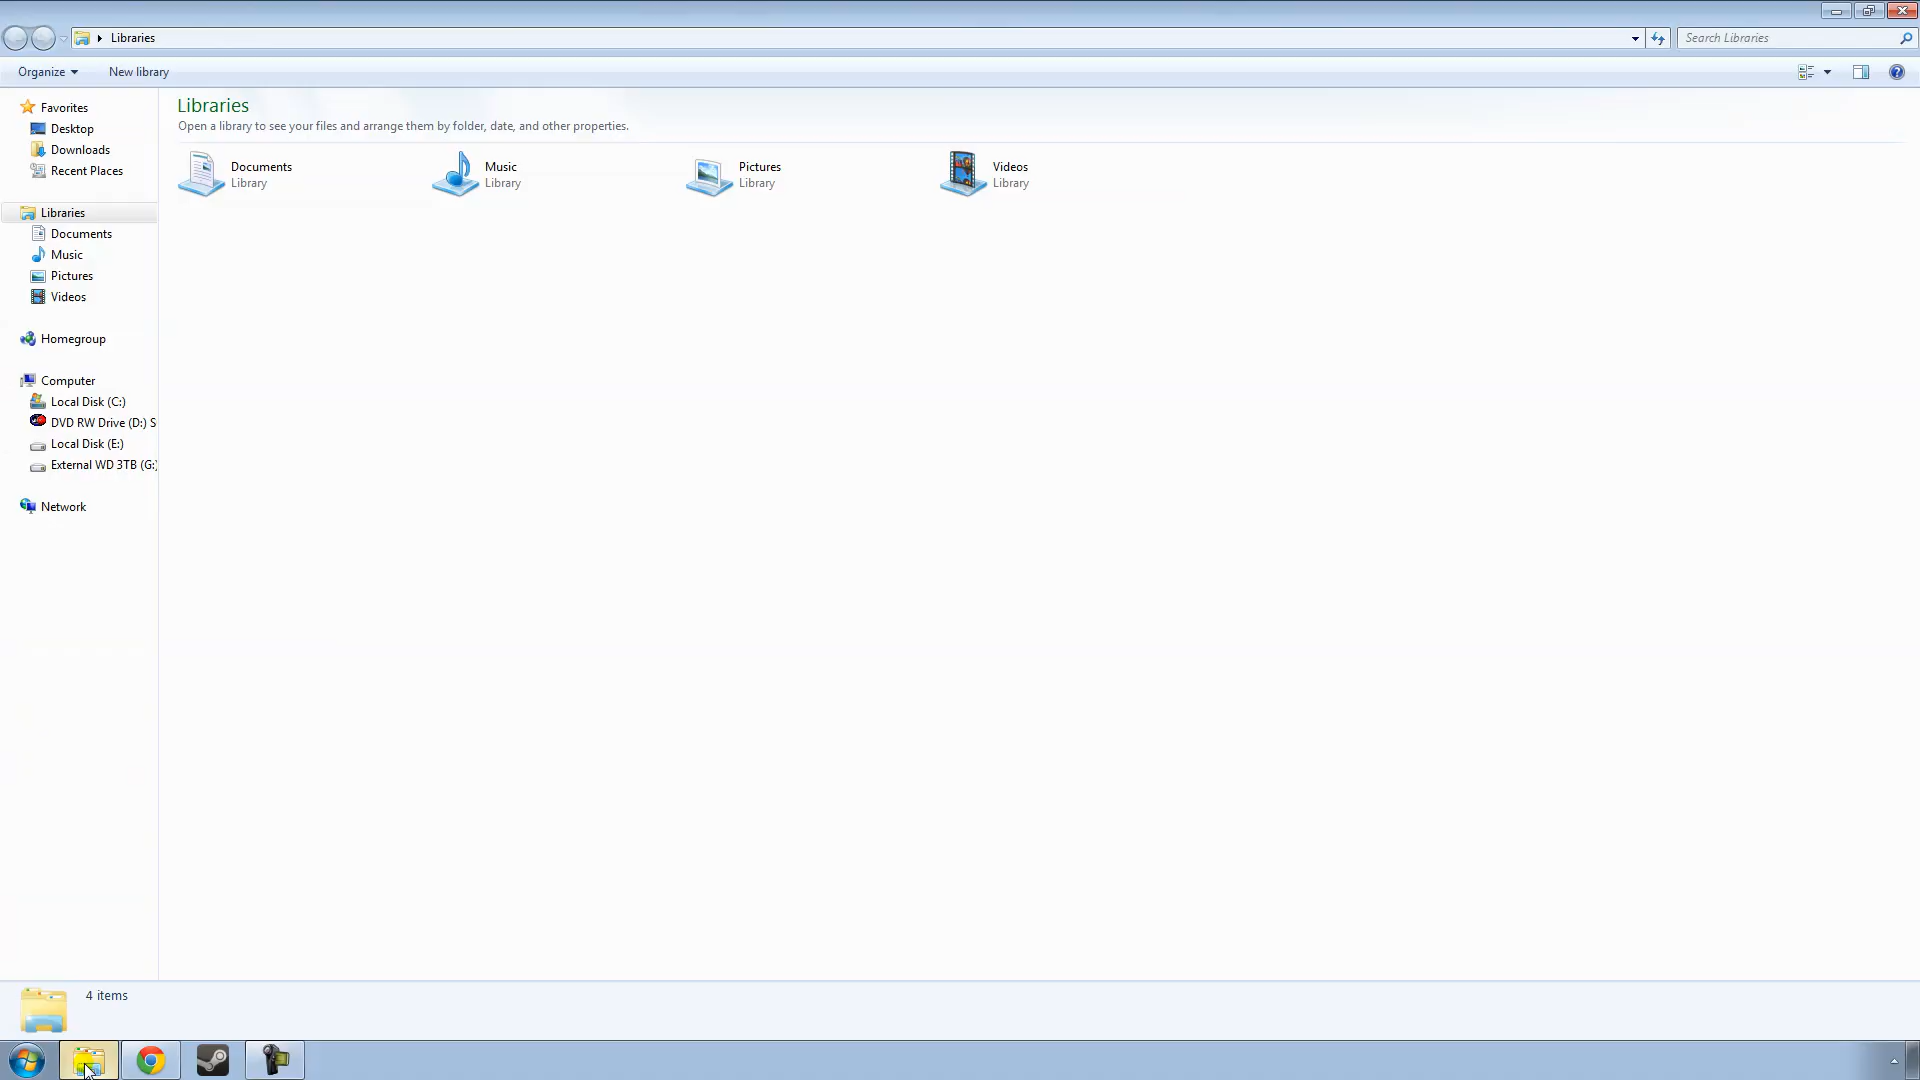 Libraries
Search Libraries
Organize
New library
Favorites
Desktop
Downloads
Recent Places
Libraries
Documents
Music
Pictures
Videos
Homegroup
Computer
Local Disk (C:)
DVD RW Drive (D:) S
Local Disk (E:)
External WD 3TB (G:)
Network
Libraries
Open a library to see your files and arrange them by folder, date, and other properties.
Documents
Library
Music
Library
Pictures
Library
Videos
Library
4 items